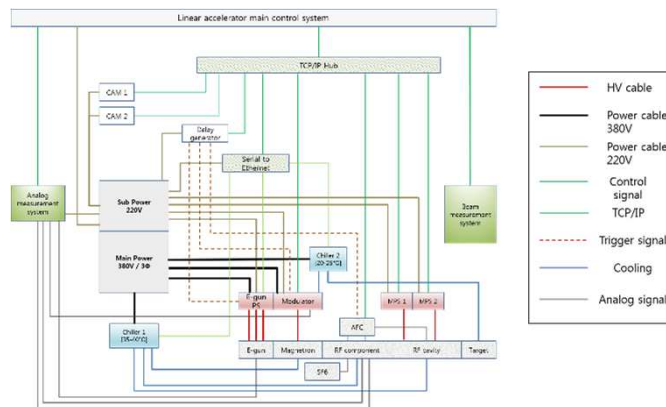 Linear accelerator main control system
TCP/IP Hub
CAM 1
CAM 2
Delay
generator
Serial to
Ethernet
Analog
measurement
system
Sub Power
220V
Main Power
380V / 3Φ
Beam
measurement
system
Chiller 2
E-gun
PS
Modulator
MPS 1
MPS 2
Chiller 1
AFC
E-gun
Magnetron
RF component
RF cavity
Target
SF6
HV cable
Power cable
380V
Power cable
220V
Control
signal
TCP/IP
Trigger signal
Cooling
Analog signal